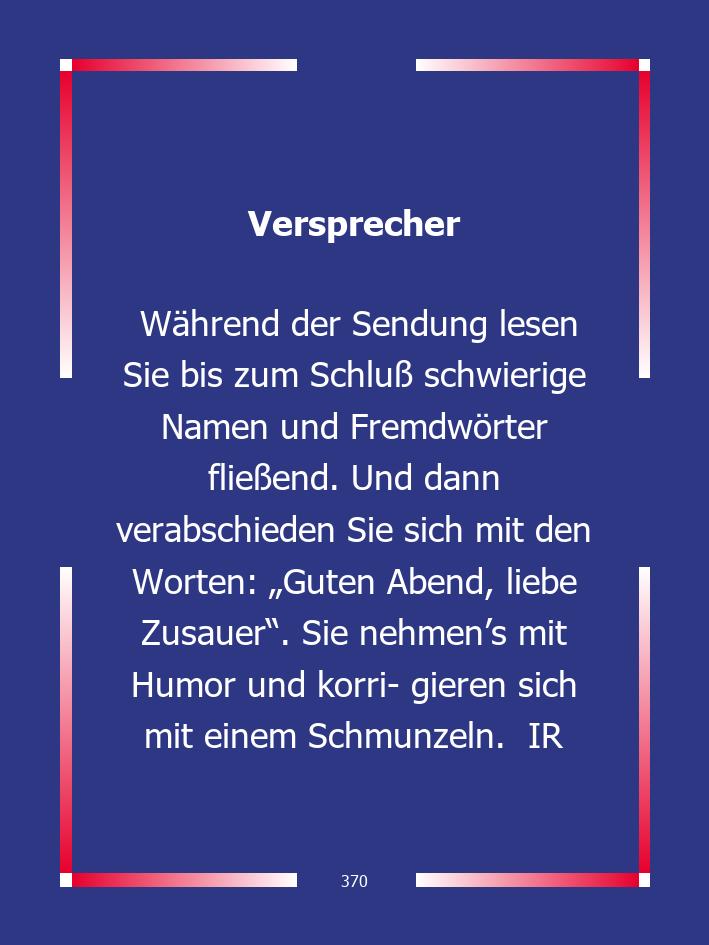 Versprecher
Während der Sendung lesen
Sie bis zum Schluß schwierige
Namen und Fremdwörter
fließend. Und dann
verabschieden Sie sich mit den
Worten: „Guten Abend, liebe
Zusauer“. Sie nehmen’s mit
Humor und korri- gieren sich
mit einem Schmunzeln.  IR
370